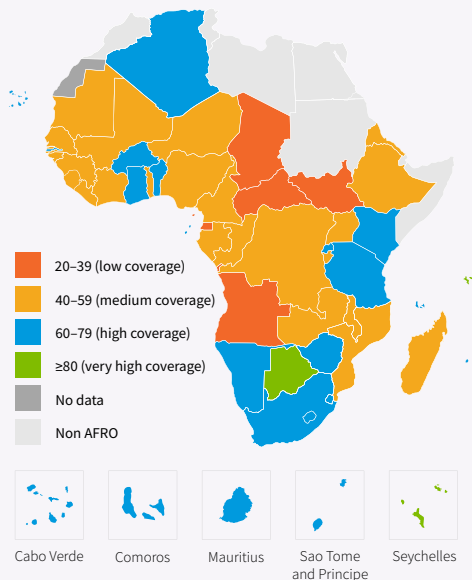 20–39 (low coverage)
40–59 (medium coverage)
60–79 (high coverage)
≥80 (very high coverage)
No data
Non AFRO
Cabo Verde
Comoros
Mauritius
Sao Tome
and Principe
Seychelles